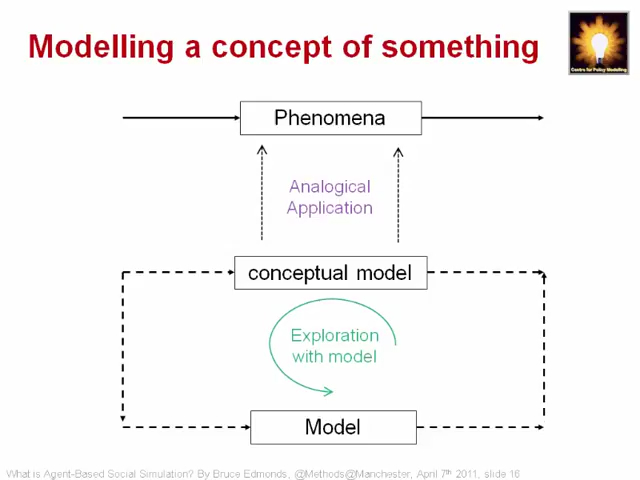 Modelling a concept of something
Centre for Policy Modelling
Phenomena
Analogical
Application
conceptual model
Exploration
with model
Model
What is Agent-Based Social Simulation? By Bruce Edmonds, @Methods@Manchester, April 7th 2011, slide 16